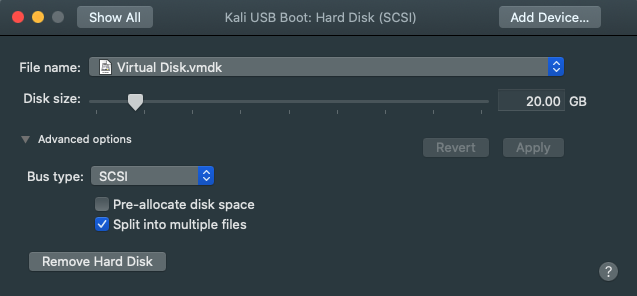 Show All
Kali USB Boot: Hard Disk (SCSI)
Add Device...
File name:
Virtual Disk.vmdk
Disk size:
20.00 GB
Advanced options
Revert
Apply
Bus type:
SCSI
Pre-allocate disk space
Split into multiple files
Remove Hard Disk
?